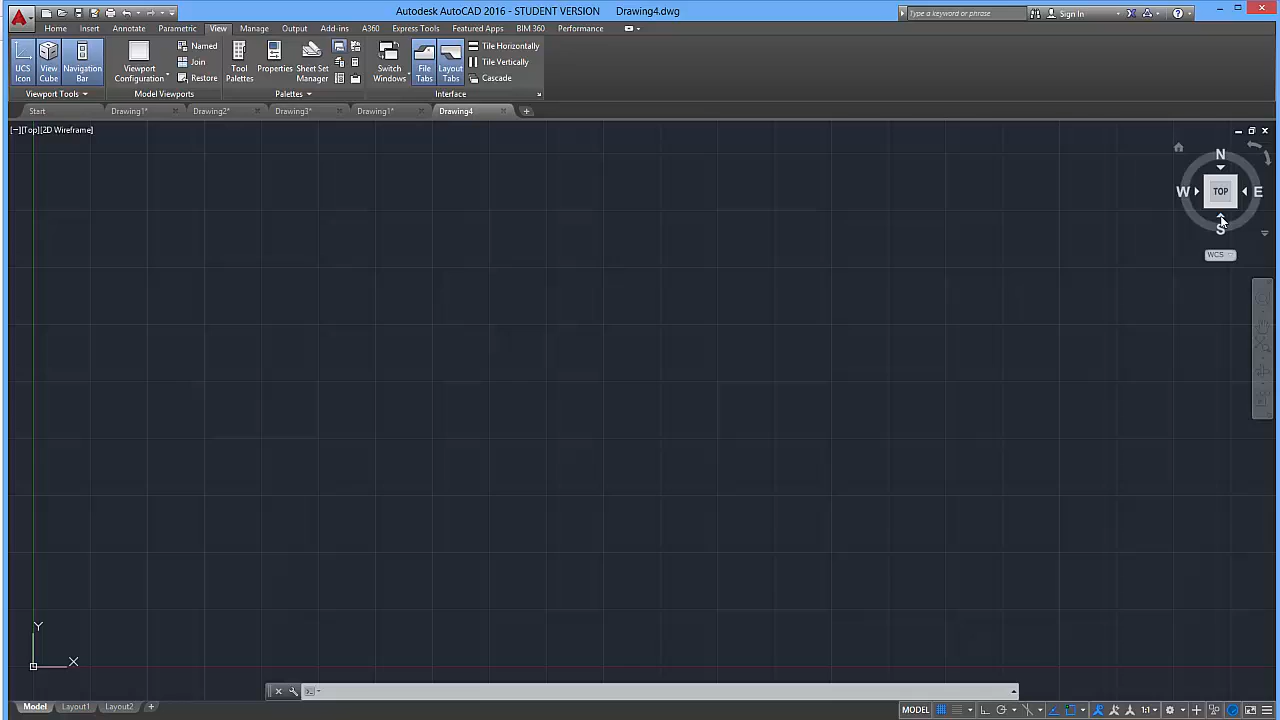 Autodesk AutoCAD 2016 - STUDENT VERSION Drawing4.dwg
Type a keyword or phrase
Sign In
Home Insert Annotate Parametric View Manage Output Add-ins A360 Express Tools Featured Apps BIM 360 Performance
UCS Icon
View Cube
Navigation Bar
Viewport Configuration
Named
Join
Restore
Tool Palettes
Properties
Sheet Set Manager
Switch Windows
File Tabs
Layout Tabs
Tile Horizontally
Tile Vertically
Cascade
Viewport Tools
Model Viewports
Palettes
Interface
Start Drawing1* Drawing2* Drawing3* Drawing1* Drawing4
[−][Top][2D Wireframe]
N
W TOP E
S
WCS
Y
X
Model Layout1 Layout2
MODEL
1:1